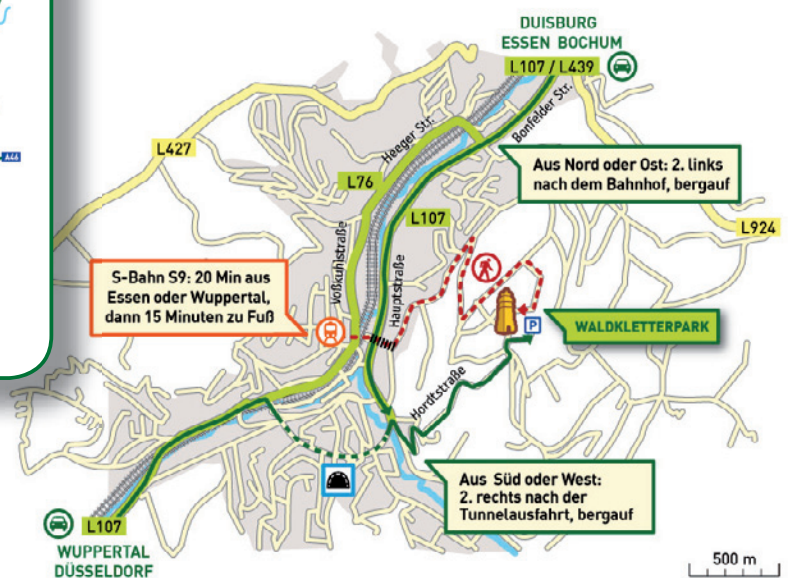 DUISBURG
ESSEN BOCHUM
L107 / L439
A46
L427
Heeger Str.
Bonfelder Str.
Aus Nord oder Ost: 2. links
nach dem Bahnhof, bergauf
L76
L107
L924
Voßkuhlstraße
Hauptstraße
S-Bahn S9: 20 Min aus
Essen oder Wuppertal,
dann 15 Minuten zu Fuß
P
WALDKLETTERPARK
Hordtstraße
Aus Süd oder West:
2. rechts nach der
Tunnelausfahrt, bergauf
L107
WUPPERTAL
DÜSSELDORF
500 m